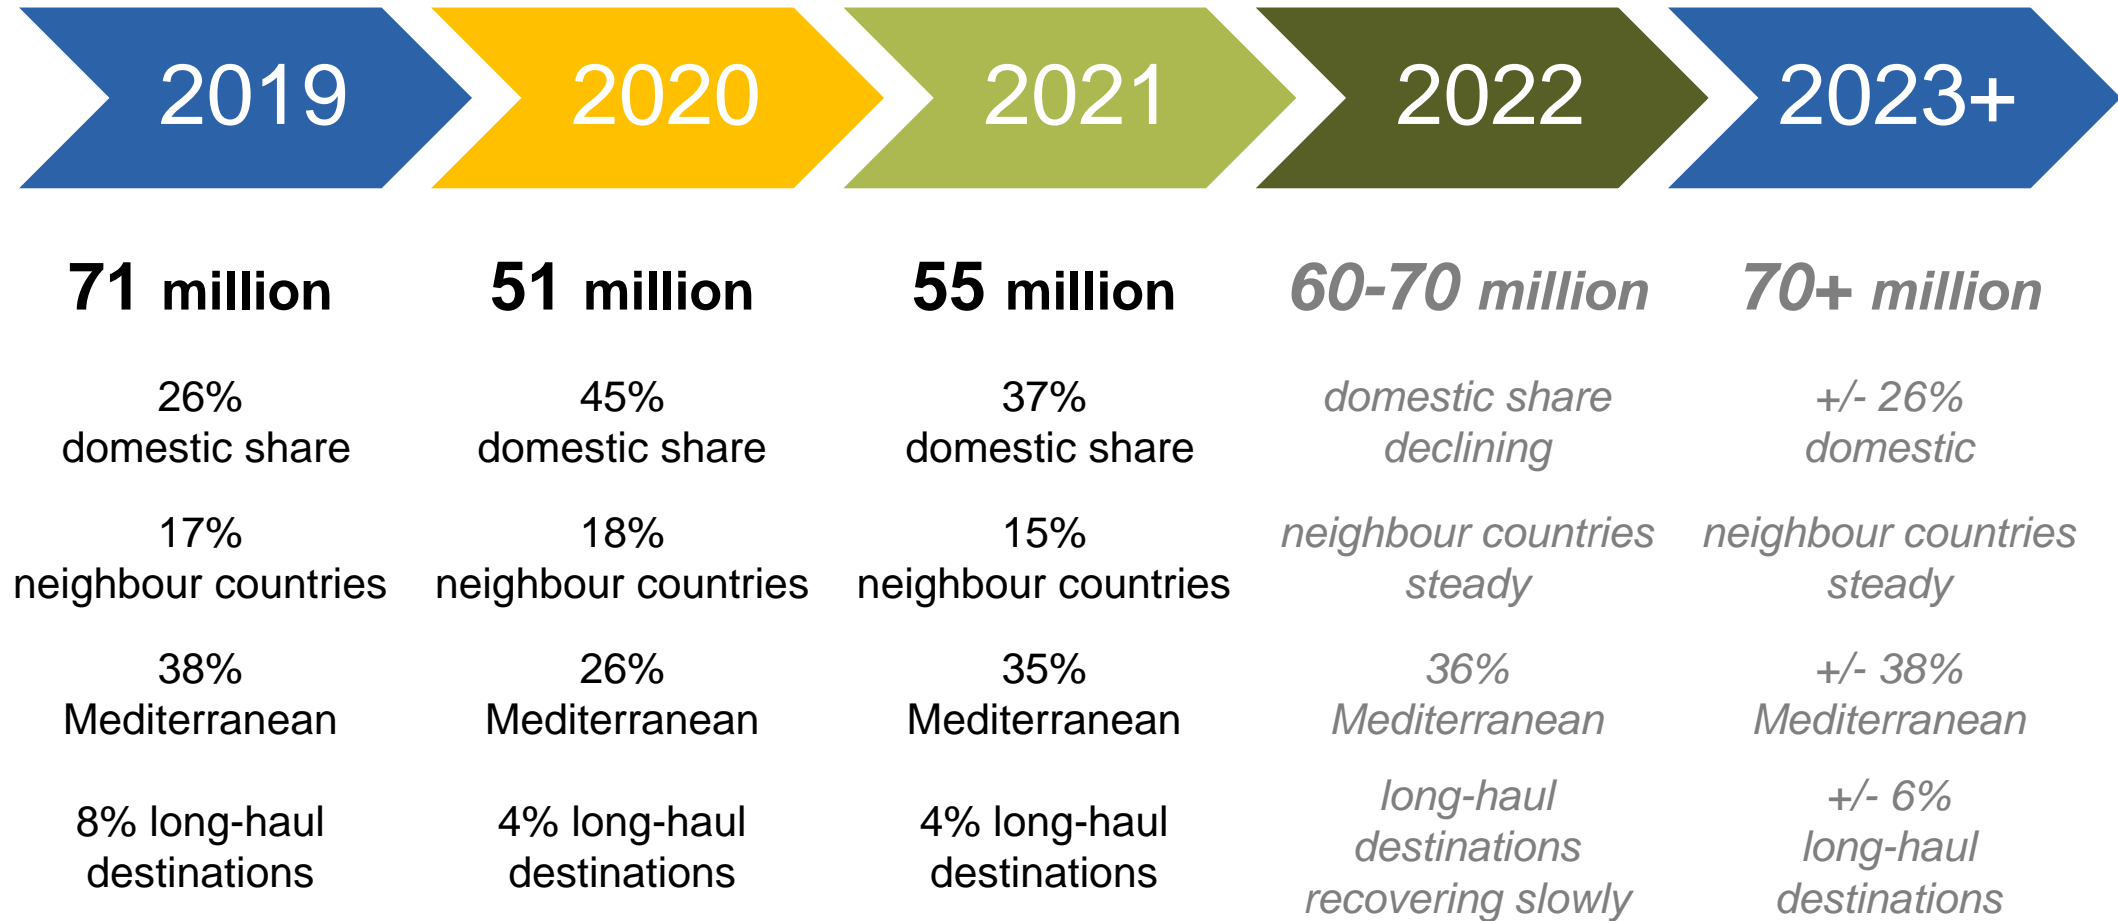 2019
2020
2021
2022
2023+
71 million
51 million
55 million
60-70 million
70+ million
26%
domestic share
45%
domestic share
37%
domestic share
domestic share
declining
+/- 26%
domestic
17%
neighbour countries
18%
neighbour countries
15%
neighbour countries
neighbour countries
steady
neighbour countries
steady
38%
Mediterranean
26%
Mediterranean
35%
Mediterranean
36%
Mediterranean
+/- 38%
Mediterranean
8% long-haul
destinations
4% long-haul
destinations
4% long-haul
destinations
long-haul
destinations
recovering slowly
+/- 6%
long-haul
destinations